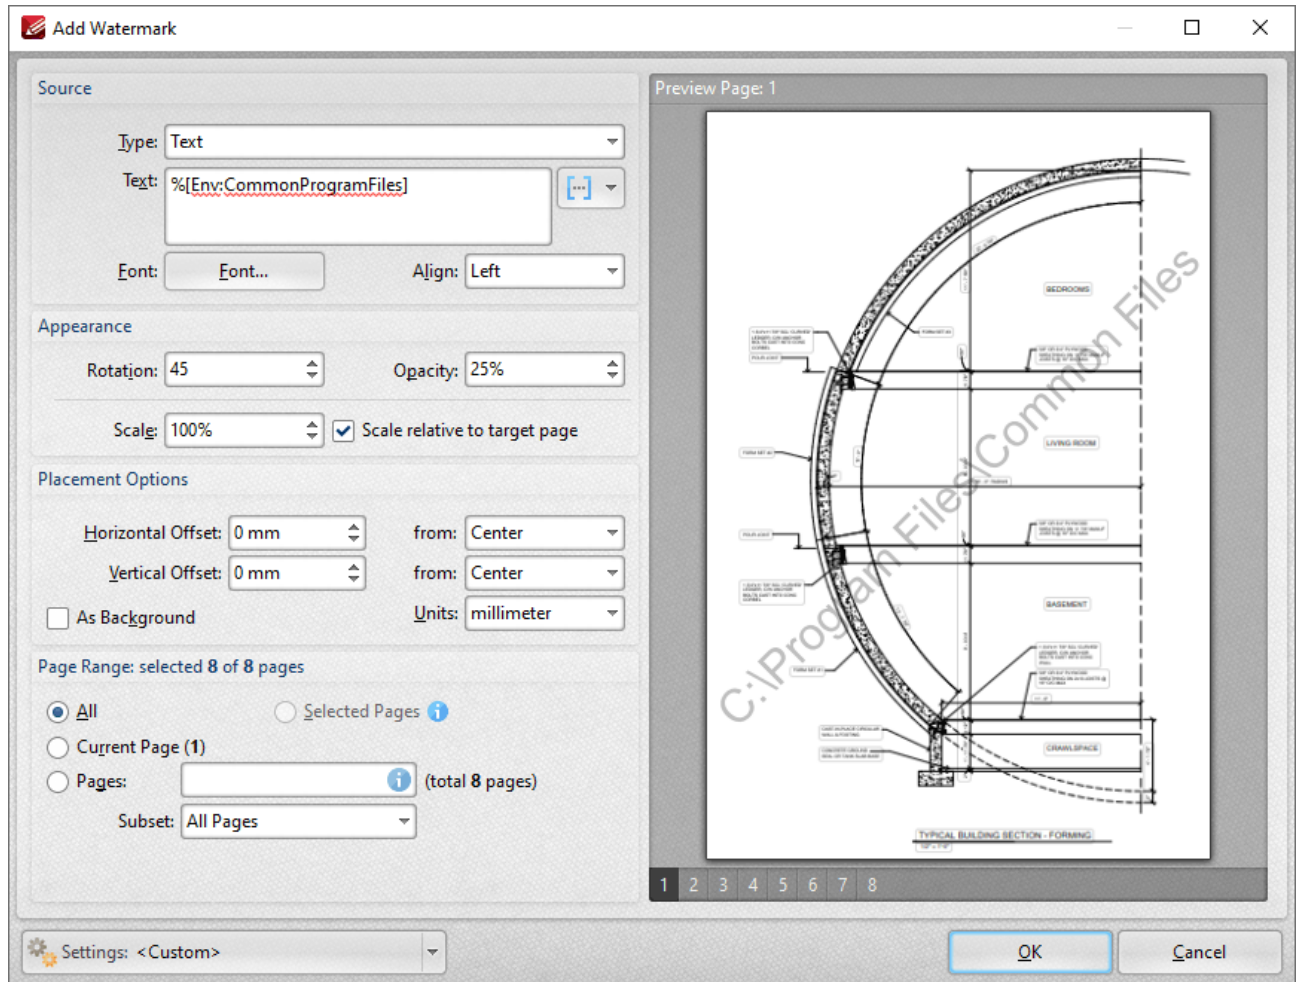 Add Watermark
Source
Type: Text
Text: %[Env:CommonProgramFiles]
Font: Font... Align: Left
Appearance
Rotation: 45 Opacity: 25%
Scale: 100% Scale relative to target page
Placement Options
Horizontal Offset: 0 mm from: Center
Vertical Offset: 0 mm from: Center
As Background Units: millimeter
Page Range: selected 8 of 8 pages
All Selected Pages
Current Page (1)
Pages: (total 8 pages)
Subset: All Pages
Preview Page: 1
BEDROOMS
LIVING ROOM
BASEMENT
CRAWLSPACE
C:\Program Files\Common Files
TYPICAL BUILDING SECTION - FORMING
1 2 3 4 5 6 7 8
Settings: <Custom>
OK Cancel